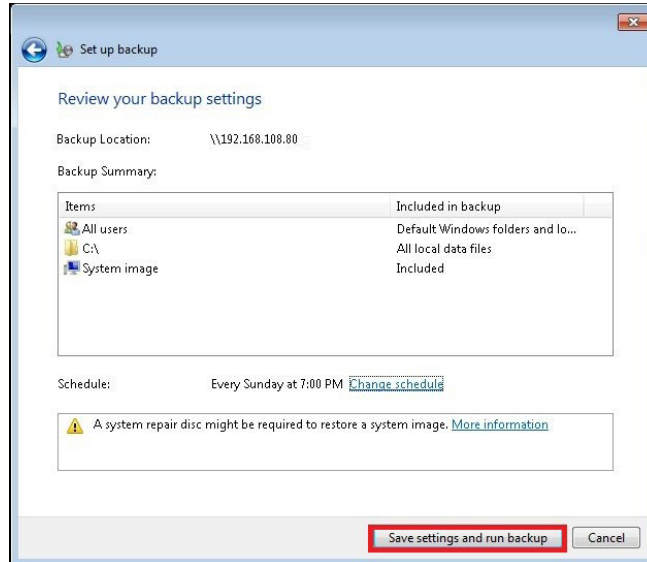 Set up backup
Review your backup settings
Backup Location: \\192.168.108.80
Backup Summary:
Items Included in backup
All users Default Windows folders and lo...
C:\ All local data files
System image Included
Schedule: Every Sunday at 7:00 PM Change schedule
A system repair disc might be required to restore a system image. More information
Save settings and run backup Cancel